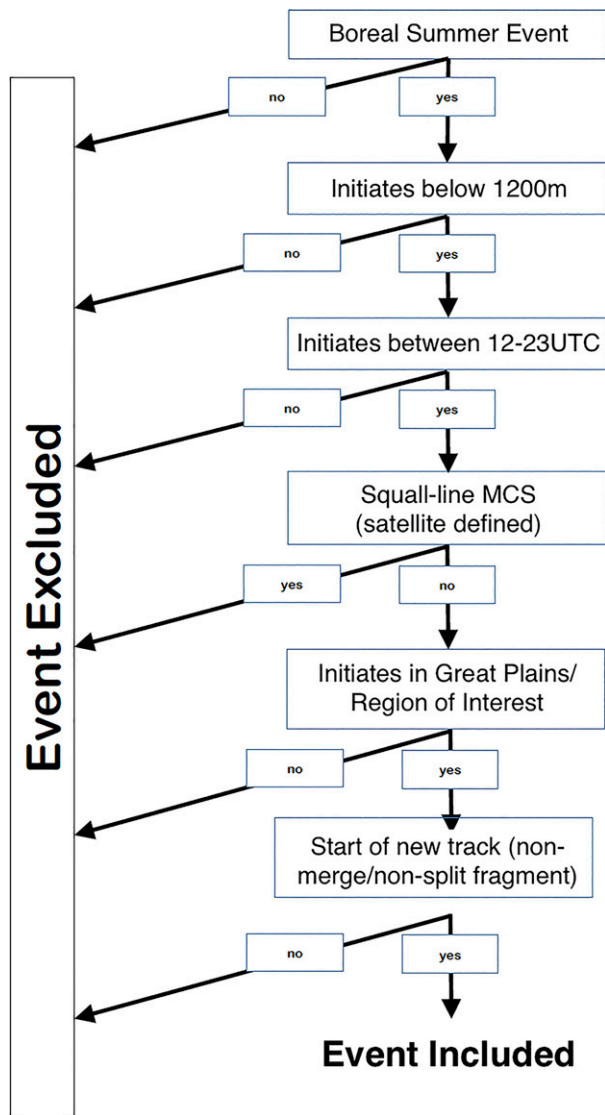 Boreal Summer Event
no
yes
Initiates below 1200m
no
yes
Initiates between 12-23UTC
no
yes
Squall-line MCS
(satellite defined)
yes
no
Initiates in Great Plains/
Region of Interest
no
yes
Start of new track (non-
merge/non-split fragment)
no
yes
Event Included
Event Excluded